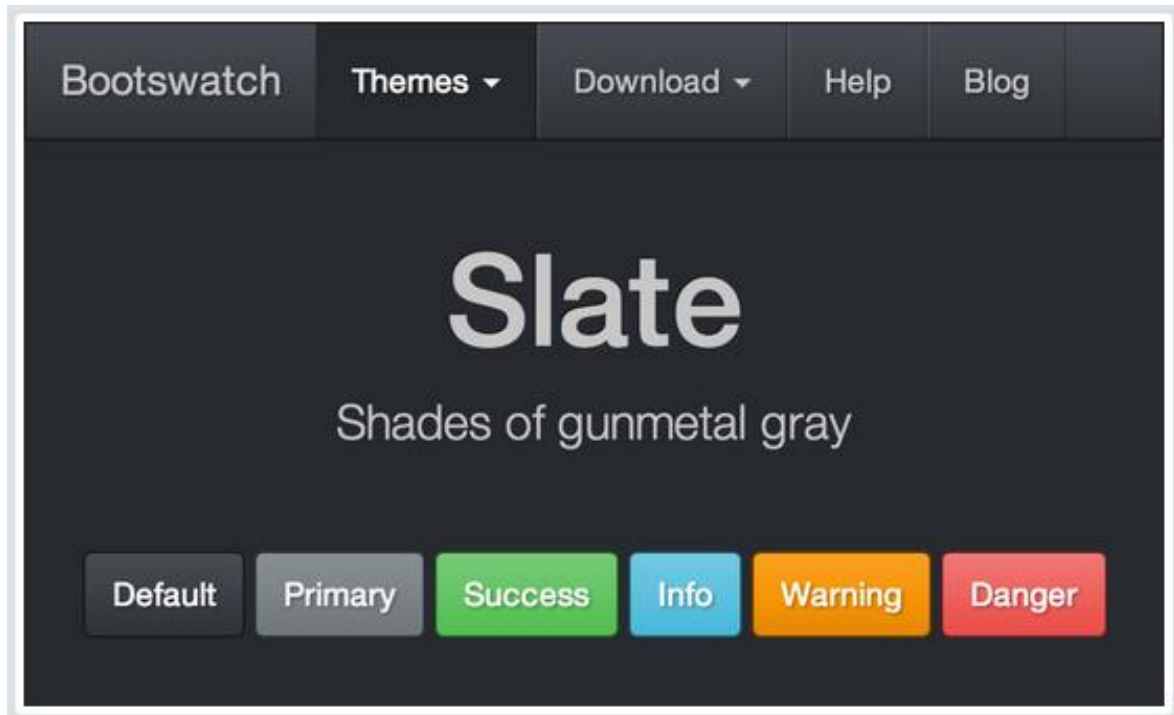 Bootswatch Themes Download Help Blog
Slate
Shades of gunmetal gray
Default Primary Success Info Warning Danger